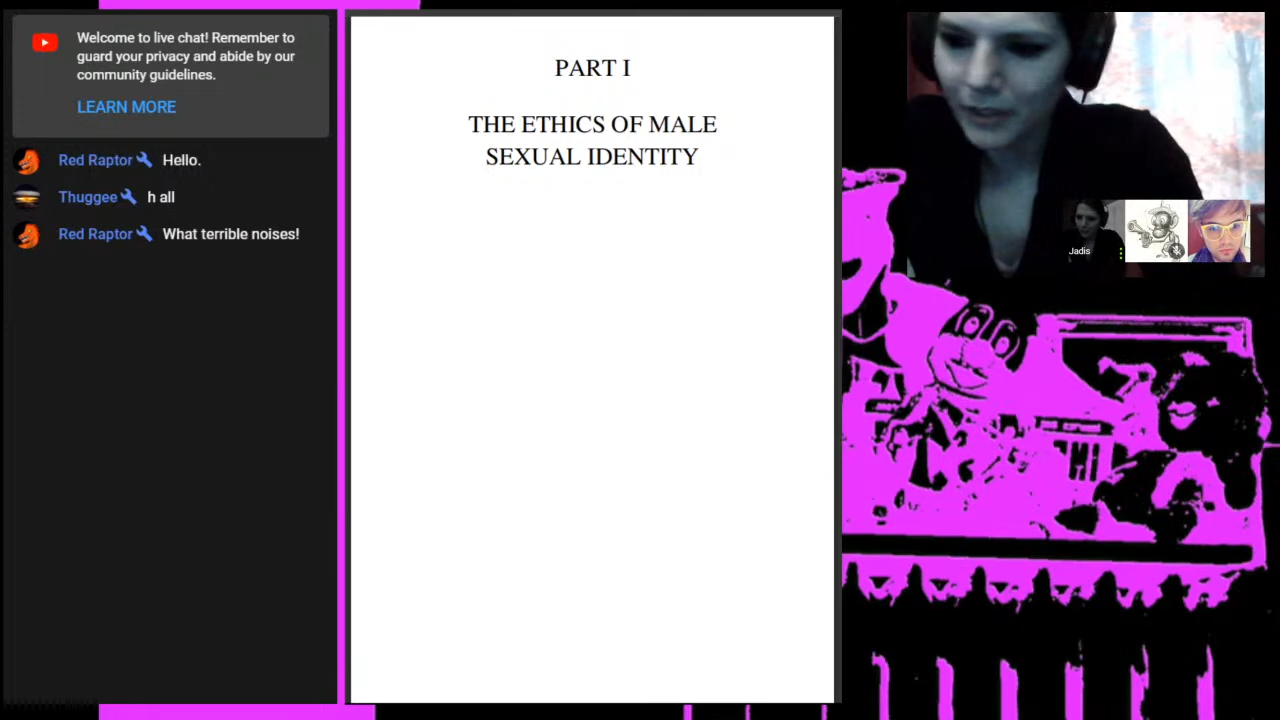 Welcome to live chat! Remember to
guard your privacy and abide by our
community guidelines.
LEARN MORE
Red Raptor Hello.
Thuggee h all
Red Raptor What terrible noises!
PART I
THE ETHICS OF MALE
SEXUAL IDENTITY
Jadis